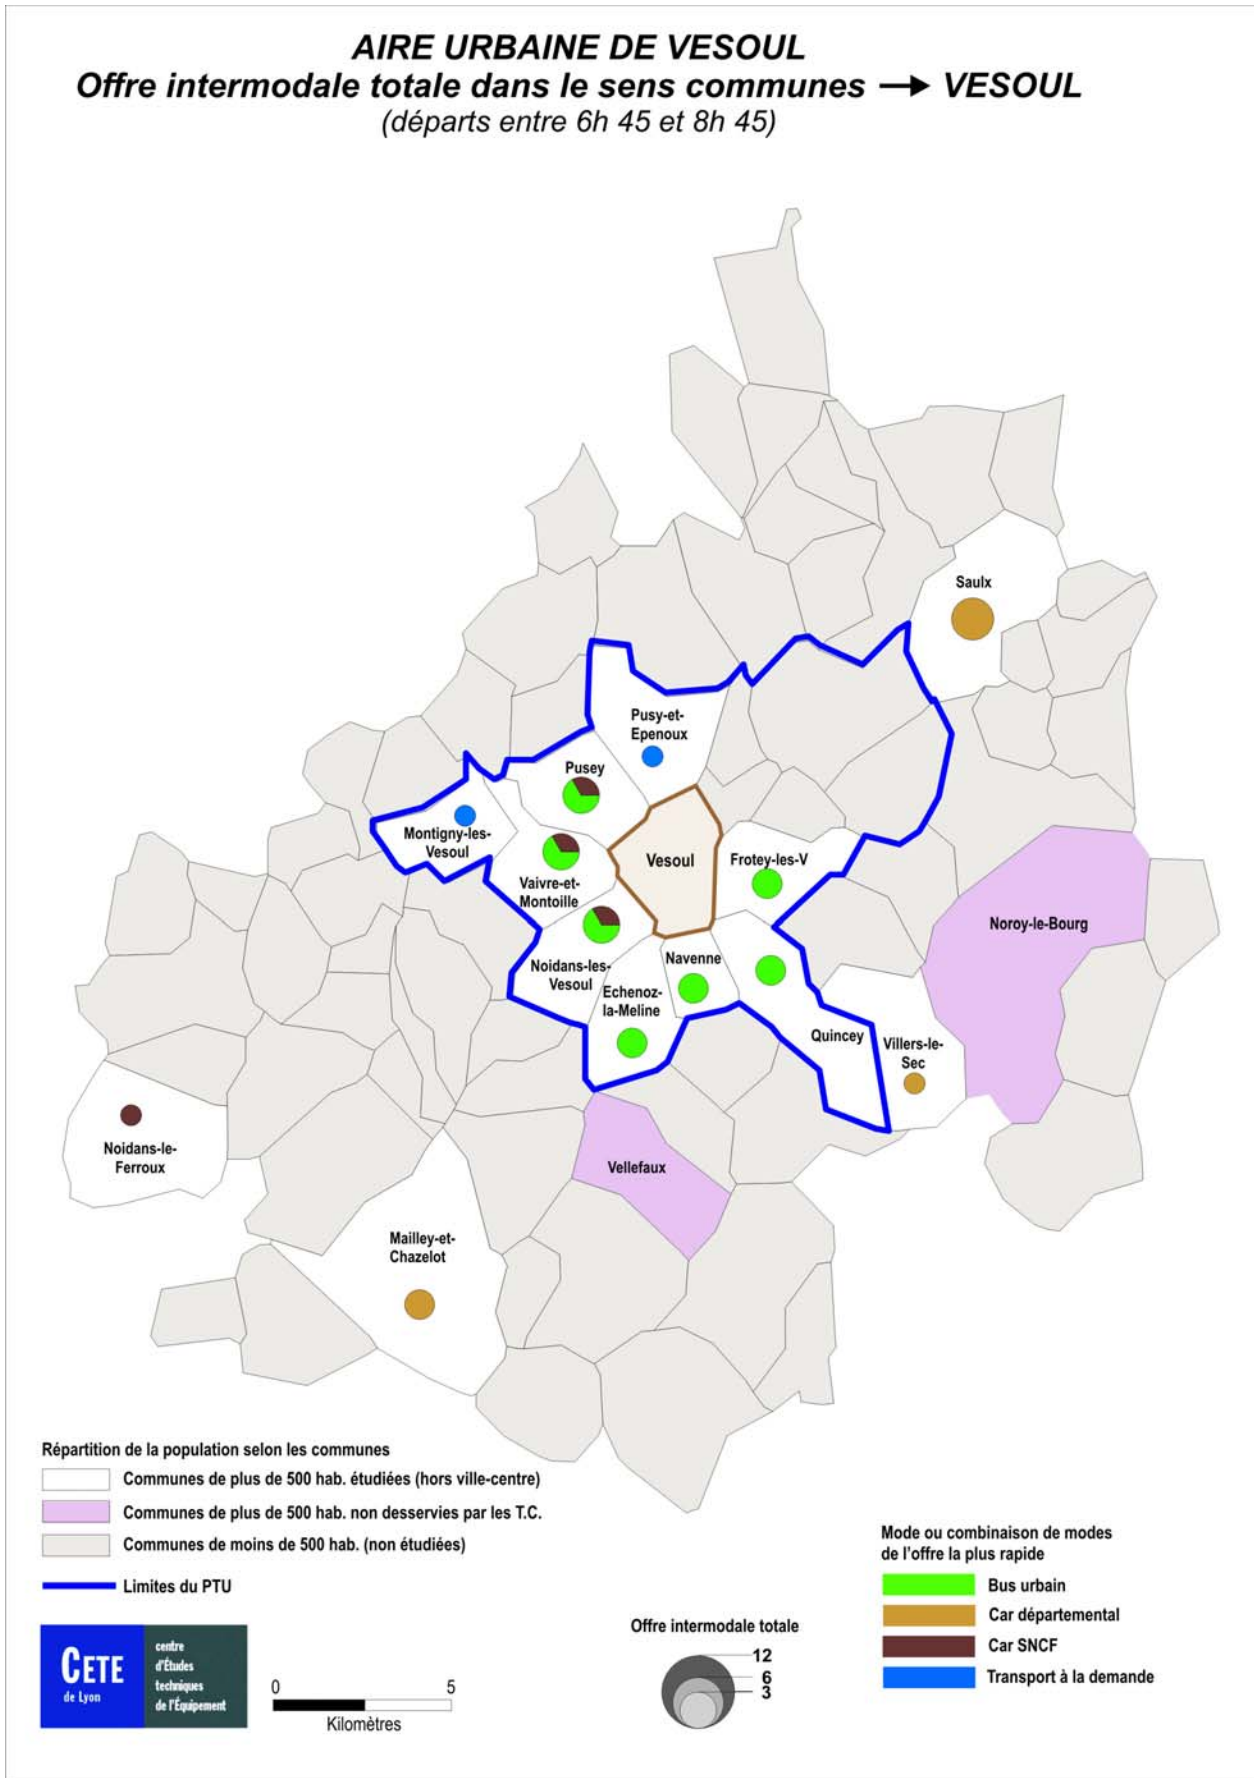 AIRE URBAINE DE VESOUL
Offre intermodale totale dans le sens communes → VESOUL
(départs entre 6h 45 et 8h 45)
Saulx
Pusy-et-
Epenoux
Pusey
Montigny-les-
Vesoul
Vesoul
Frotey-les-V
Vaivre-et-
Montoille
Noroy-le-Bourg
Noidans-les-
Vesoul
Navenne
Echenoz-
la-Meline
Quincey
Villers-le-
Sec
Noidans-le-
Ferroux
Vellefaux
Mailley-et-
Chazelot
Répartition de la population selon les communes
Communes de plus de 500 hab. étudiées (hors ville-centre)
Communes de plus de 500 hab. non desservies par les T.C.
Communes de moins de 500 hab. (non étudiées)
Limites du PTU
Mode ou combinaison de modes
de l'offre la plus rapide
Bus urbain
Car départemental
Car SNCF
Transport à la demande
Offre intermodale totale
12
6
3
CETE
de Lyon
centre
d'Études
techniques
de l'Équipement
0 5
Kilomètres